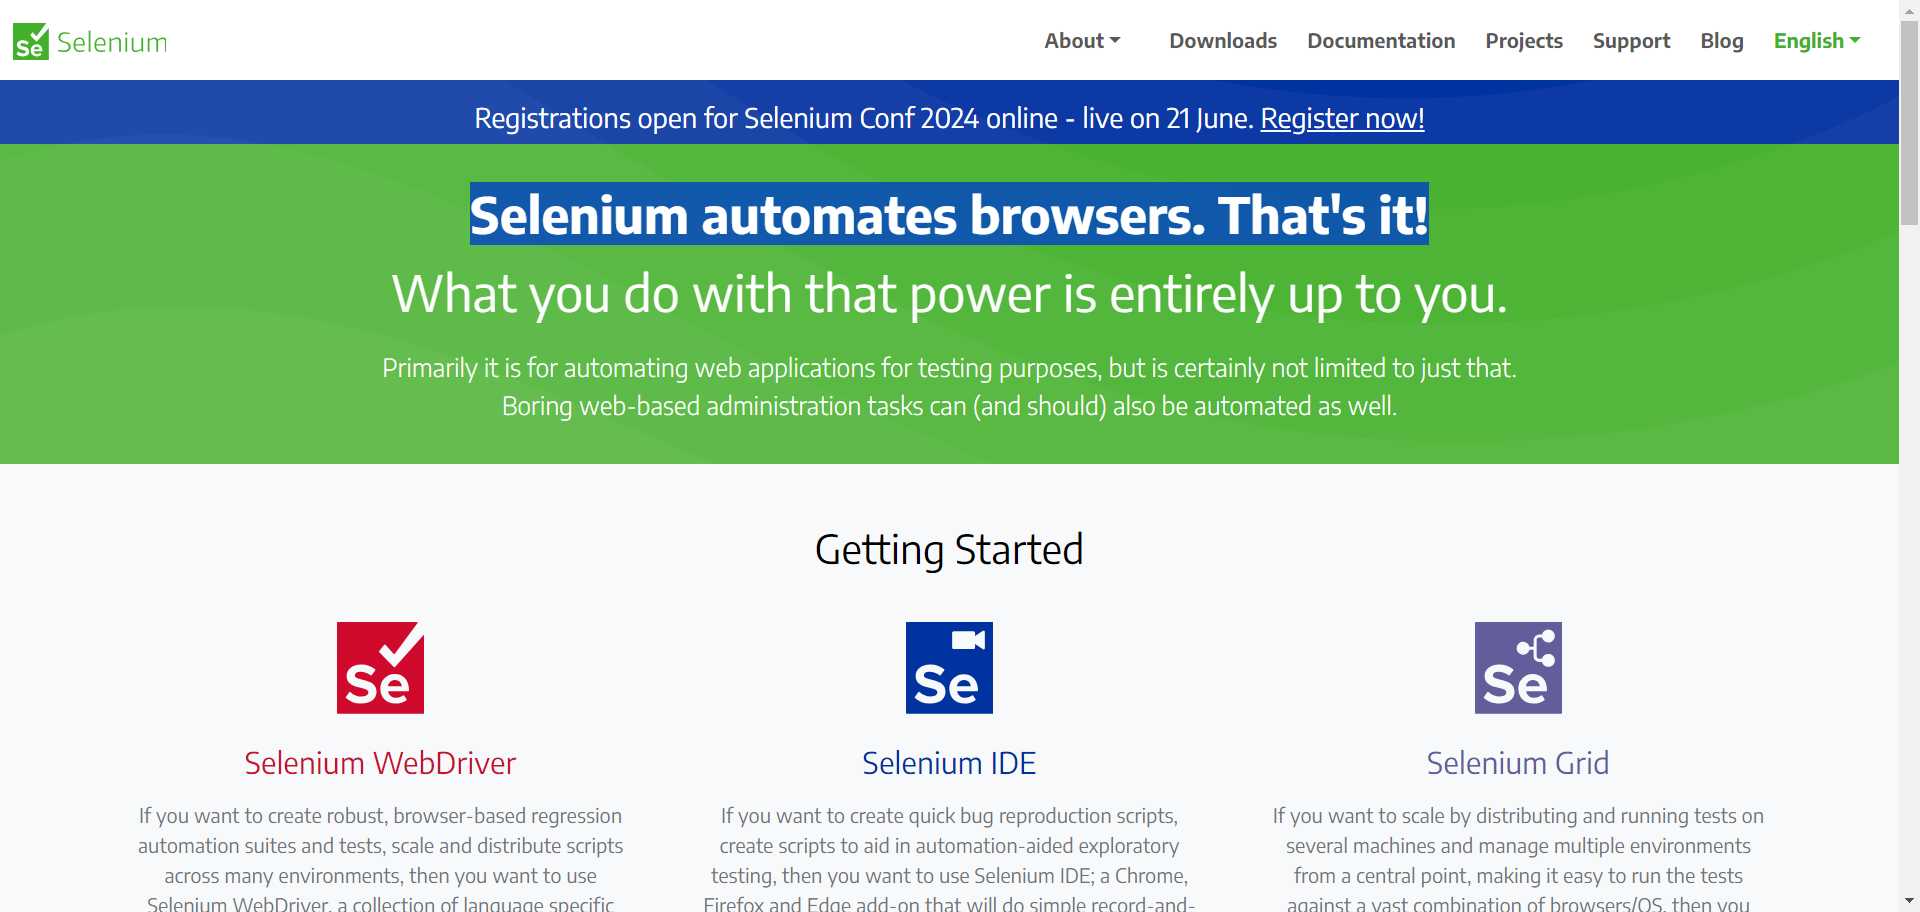 Se Selenium
About Downloads Documentation Projects Support Blog English
Registrations open for Selenium Conf 2024 online - live on 21 June. Register now!
Selenium automates browsers. That's it!
What you do with that power is entirely up to you.
Primarily it is for automating web applications for testing purposes, but is certainly not limited to just that.
Boring web-based administration tasks can (and should) also be automated as well.
Getting Started
Se
Selenium WebDriver
If you want to create robust, browser-based regression
automation suites and tests, scale and distribute scripts
across many environments, then you want to use
Selenium WebDriver, a collection of language specific
Se
Selenium IDE
If you want to create quick bug reproduction scripts,
create scripts to aid in automation-aided exploratory
testing, then you want to use Selenium IDE; a Chrome,
Firefox and Edge add-on that will do simple record-and-
Se
Selenium Grid
If you want to scale by distributing and running tests on
several machines and manage multiple environments
from a central point, making it easy to run the tests
against a vast combination of browsers/OS, then you